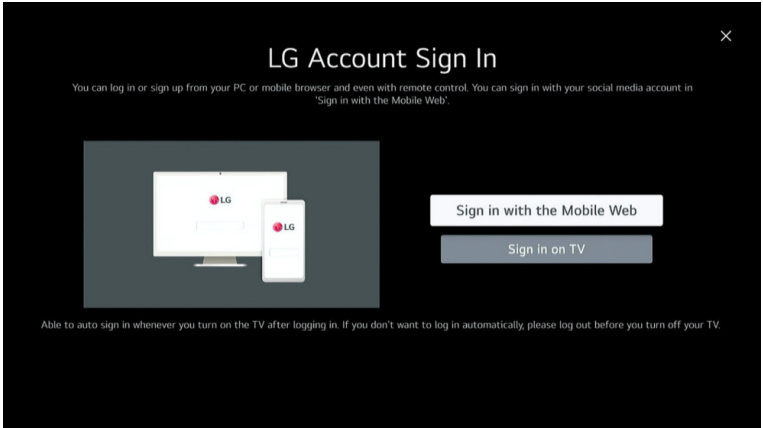 LG Account Sign In
You can log in or sign up from your PC or mobile browser and even with remote control. You can sign in with your social media account in
'Sign in with the Mobile Web'.
LG
LG
Sign in with the Mobile Web
Sign in on TV
Able to auto sign in whenever you turn on the TV after logging in. If you don't want to log in automatically, please log out before you turn off your TV.